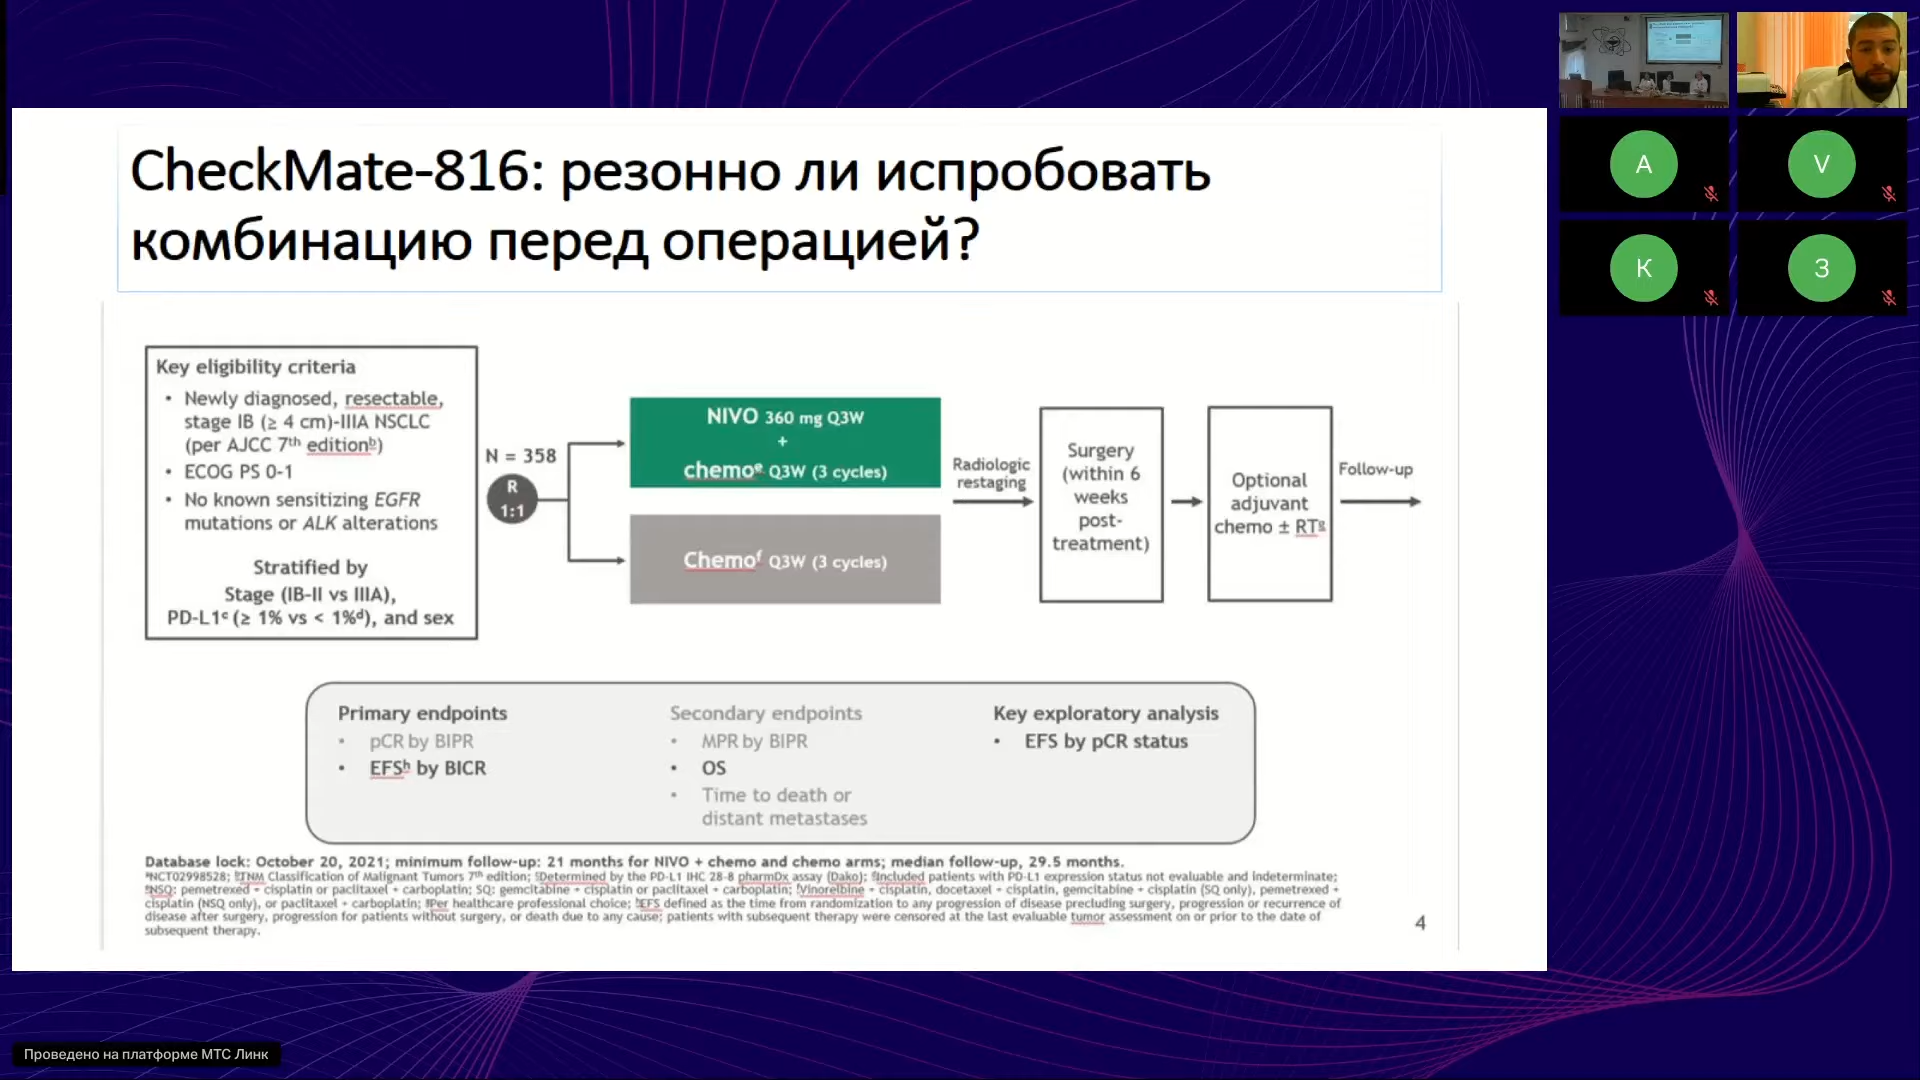 CheckMate-816: резонно ли испробовать
комбинацию перед операцией?
Key eligibility criteria
• Newly diagnosed, resectable,
stage IB (≥ 4 cm)-IIIA NSCLC
(per AJCC 7th editionb)
• ECOG PS 0-1
• No known sensitizing EGFR
mutations or ALK alterations
Stratified by
Stage (IB-II vs IIIA),
PD-L1c (≥ 1% vs < 1%d), and sex
N = 358
R
1:1
NIVO 360 mg Q3W
+
chemoe Q3W (3 cycles)
Chemof Q3W (3 cycles)
Radiologic
restaging
Surgery
(within 6
weeks
post-
treatment)
Optional
adjuvant
chemo ± RTg
Follow-up
Primary endpoints
• pCR by BIPR
• EFSh by BICR
Secondary endpoints
• MPR by BIPR
• OS
• Time to death or
distant metastases
Key exploratory analysis
• EFS by pCR status
Database lock: October 20, 2021; minimum follow-up: 21 months for NIVO + chemo and chemo arms; median follow-up, 29.5 months.
aNCT02998528; bTNM Classification of Malignant Tumors 7th edition; cDetermined by the PD-L1 IHC 28-8 pharmDx assay (Dako); dIncluded patients with PD-L1 expression status not evaluable and indeterminate;
eNSQ: pemetrexed + cisplatin or paclitaxel + carboplatin; SQ: gemcitabine + cisplatin or paclitaxel + carboplatin; fVinorelbine + cisplatin, docetaxel + cisplatin, gemcitabine + cisplatin (SQ only), pemetrexed +
cisplatin (NSQ only), or paclitaxel + carboplatin; gPer healthcare professional choice; hEFS defined as the time from randomization to any progression of disease precluding surgery, progression or recurrence of
disease after surgery, progression for patients without surgery, or death due to any cause; patients with subsequent therapy were censored at the last evaluable tumor assessment on or prior to the date of
subsequent therapy.
4
A
V
К
З
Проведено на платформе МТС Линк